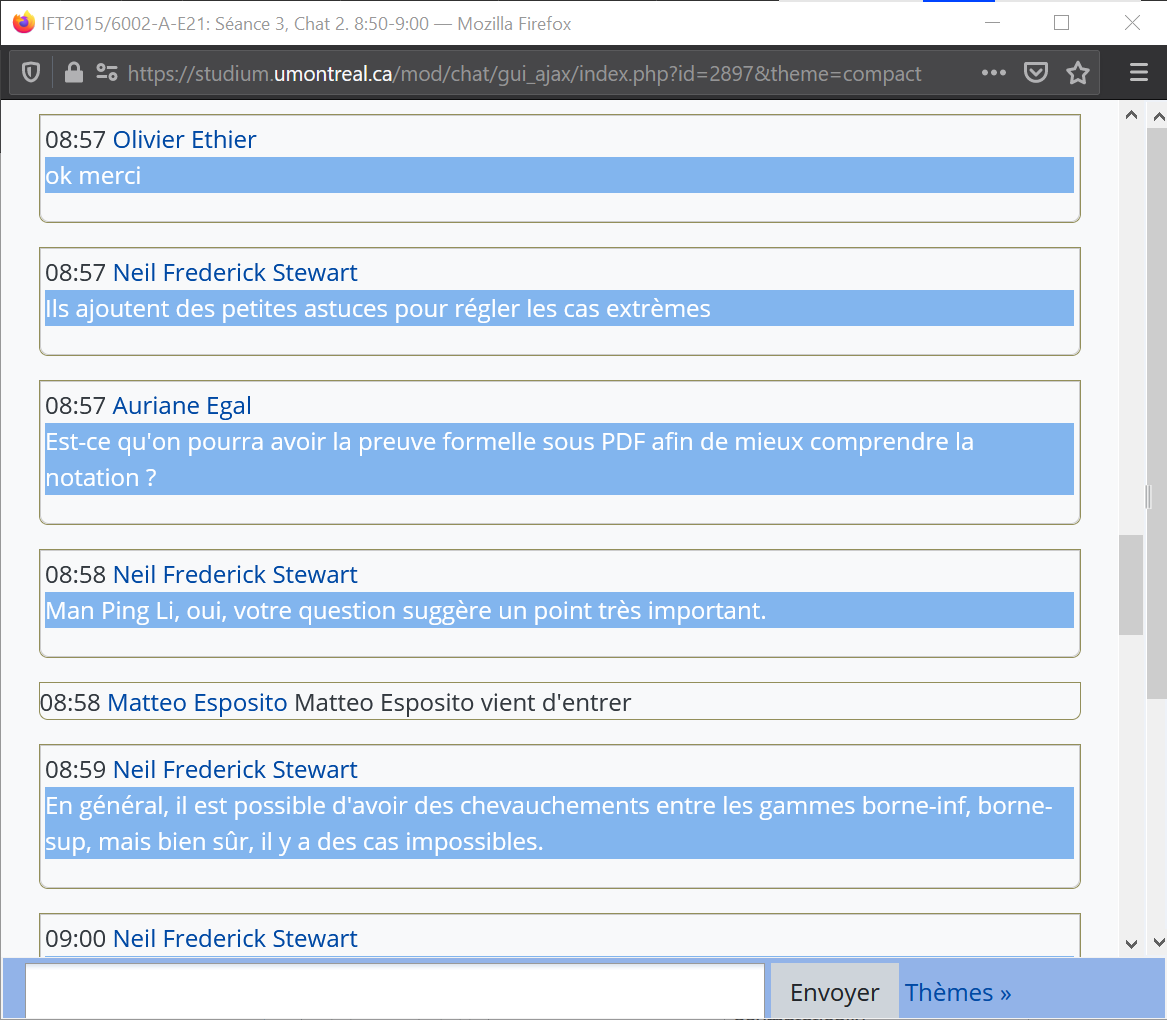 IFT2015/6002-A-E21: Séance 3, Chat 2. 8:50-9:00 — Mozilla Firefox
https://studium.umontreal.ca/mod/chat/gui_ajax/index.php?id=2897&theme=compact
08:57 Olivier Ethier
ok merci
08:57 Neil Frederick Stewart
Ils ajoutent des petites astuces pour régler les cas extrèmes
08:57 Auriane Egal
Est-ce qu'on pourra avoir la preuve formelle sous PDF afin de mieux comprendre la
notation ?
08:58 Neil Frederick Stewart
Man Ping Li, oui, votre question suggère un point très important.
08:58 Matteo Esposito Matteo Esposito vient d'entrer
08:59 Neil Frederick Stewart
En général, il est possible d'avoir des chevauchements entre les gammes borne-inf, borne-
sup, mais bien sûr, il y a des cas impossibles.
09:00 Neil Frederick Stewart
Envoyer Thèmes »